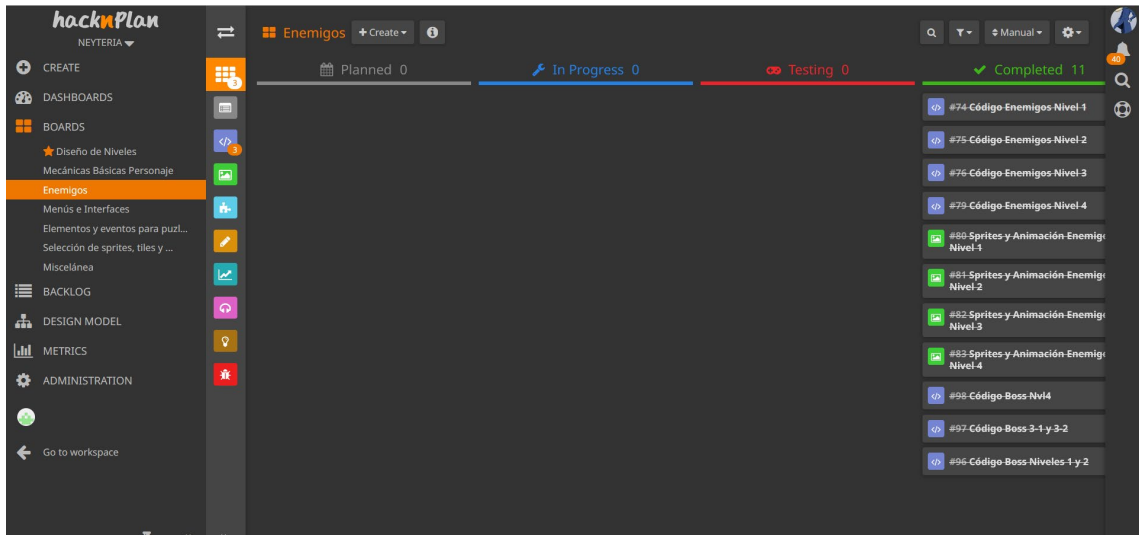 hacknPlan
NEYTERIA
CREATE
DASHBOARDS
BOARDS
Diseño de Niveles
Mecánicas Básicas Personaje
Enemigos
Menús e Interfaces
Elementos y eventos para puzl...
Selección de sprites, tiles y ...
Miscelánea
BACKLOG
DESIGN MODEL
METRICS
ADMINISTRATION
Go to workspace
3
3
Enemigos + Create
Manual
40
Planned 0
In Progress 0
Testing 0
Completed 11
#74 Código Enemigos Nivel 1
#75 Código Enemigos Nivel 2
#76 Código Enemigos Nivel 3
#79 Código Enemigos Nivel 4
#80 Sprites y Animación Enemigo
Nivel 1
#81 Sprites y Animación Enemigo
Nivel 2
#82 Sprites y Animación Enemigo
Nivel 3
#83 Sprites y Animación Enemigo
Nivel 4
#98 Código Boss Nvl4
#97 Código Boss 3-1 y 3-2
#96 Código Boss Niveles 1 y 2